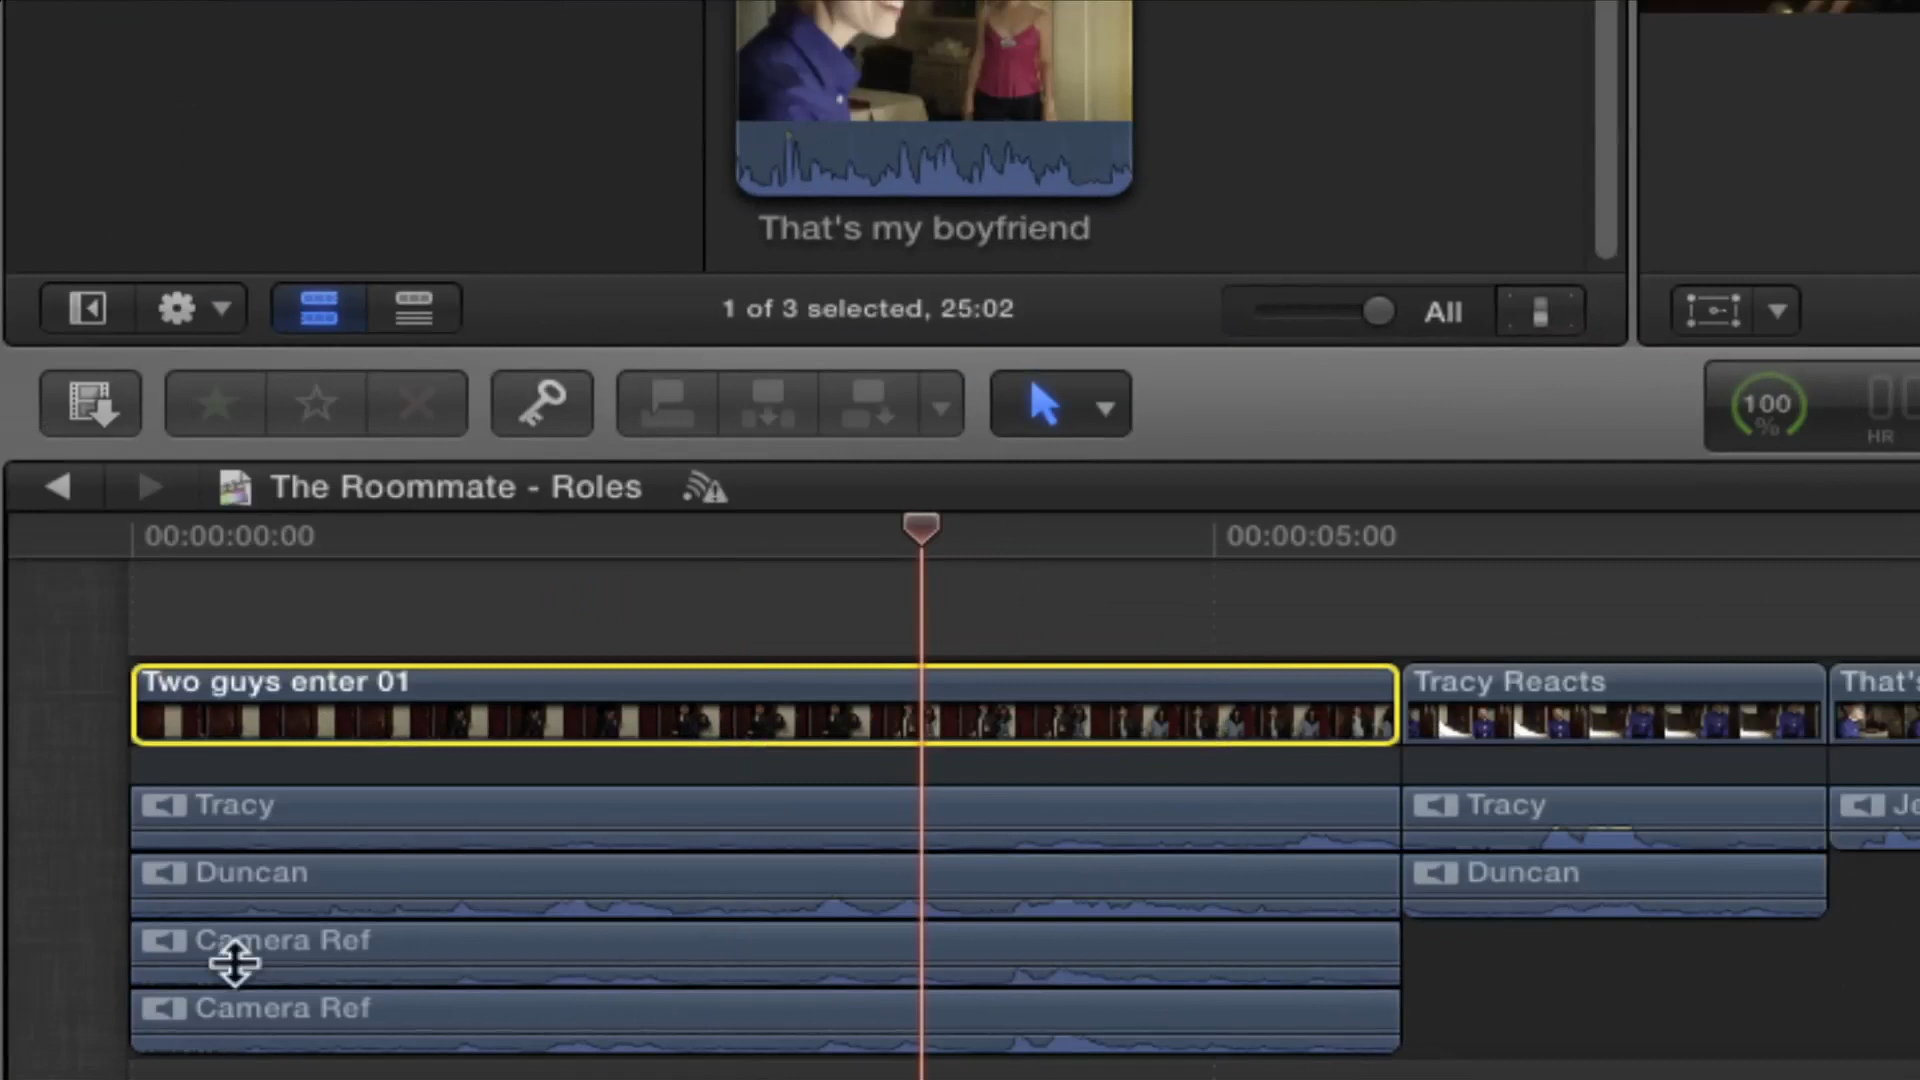 That's my boyfriend
1 of 3 selected, 25:02
All
100
%
HR
The Roommate - Roles
00:00:00:00
00:00:05:00
Two guys enter 01
Tracy Reacts
That's
Tracy
Tracy
Duncan
Duncan
Camera Ref
Camera Ref